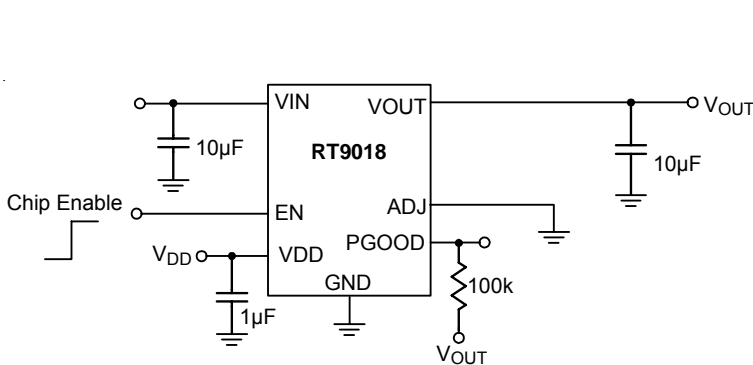 VIN
VOUT
VOUT
10μF
RT9018
10μF
Chip Enable
EN
ADJ
VDD
VDD
PGOOD
GND
100k
1μF
VOUT